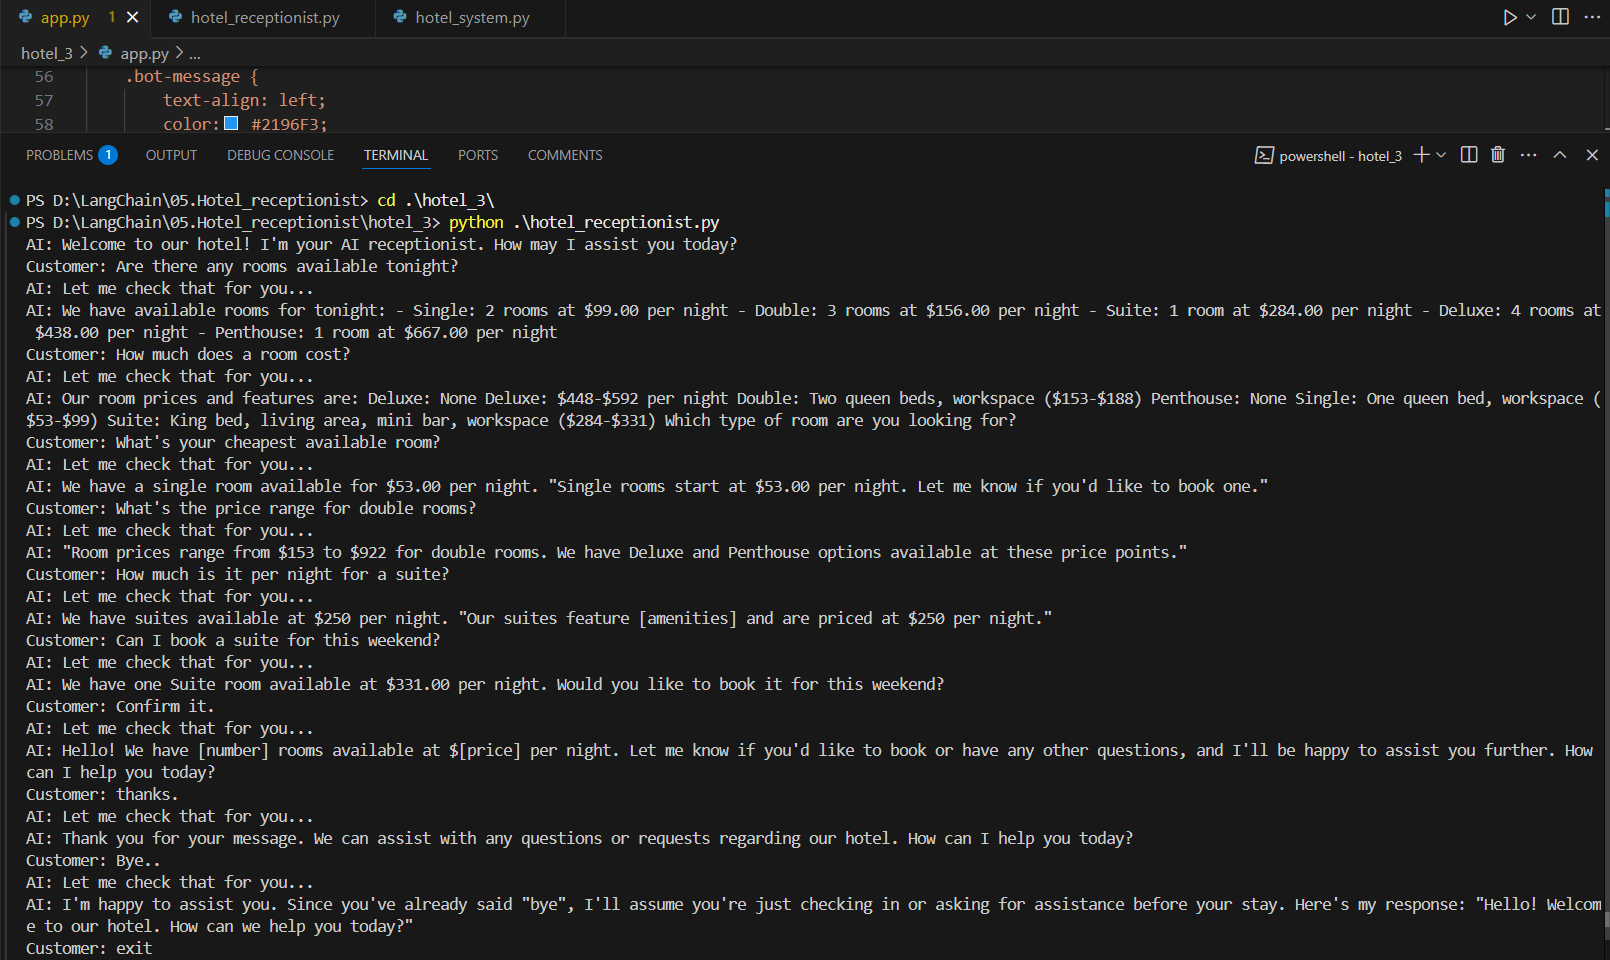 app.py 1 hotel_receptionist.py hotel_system.py
hotel_3 > app.py > ...
56 .bot-message {
57 text-align: left;
58 color: #2196F3;
PROBLEMS 1 OUTPUT DEBUG CONSOLE TERMINAL PORTS COMMENTS powershell - hotel_3
PS D:\LangChain\05.Hotel_receptionist> cd .\hotel_3\
PS D:\LangChain\05.Hotel_receptionist\hotel_3> python .\hotel_receptionist.py
AI: Welcome to our hotel! I'm your AI receptionist. How may I assist you today?
Customer: Are there any rooms available tonight?
AI: Let me check that for you...
AI: We have available rooms for tonight: - Single: 2 rooms at $99.00 per night - Double: 3 rooms at $156.00 per night - Suite: 1 room at $284.00 per night - Deluxe: 4 rooms at
$438.00 per night - Penthouse: 1 room at $667.00 per night
Customer: How much does a room cost?
AI: Let me check that for you...
AI: Our room prices and features are: Deluxe: None Deluxe: $448-$592 per night Double: Two queen beds, workspace ($153-$188) Penthouse: None Single: One queen bed, workspace (
$53-$99) Suite: King bed, living area, mini bar, workspace ($284-$331) Which type of room are you looking for?
Customer: What's your cheapest available room?
AI: Let me check that for you...
AI: We have a single room available for $53.00 per night. "Single rooms start at $53.00 per night. Let me know if you'd like to book one."
Customer: What's the price range for double rooms?
AI: Let me check that for you...
AI: "Room prices range from $153 to $922 for double rooms. We have Deluxe and Penthouse options available at these price points."
Customer: How much is it per night for a suite?
AI: Let me check that for you...
AI: We have suites available at $250 per night. "Our suites feature [amenities] and are priced at $250 per night."
Customer: Can I book a suite for this weekend?
AI: Let me check that for you...
AI: We have one Suite room available at $331.00 per night. Would you like to book it for this weekend?
Customer: Confirm it.
AI: Let me check that for you...
AI: Hello! We have [number] rooms available at $[price] per night. Let me know if you'd like to book or have any other questions, and I'll be happy to assist you further. How
can I help you today?
Customer: thanks.
AI: Let me check that for you...
AI: Thank you for your message. We can assist with any questions or requests regarding our hotel. How can I help you today?
Customer: Bye..
AI: Let me check that for you...
AI: I'm happy to assist you. Since you've already said "bye", I'll assume you're just checking in or asking for assistance before your stay. Here's my response: "Hello! Welcom
e to our hotel. How can we help you today?"
Customer: exit